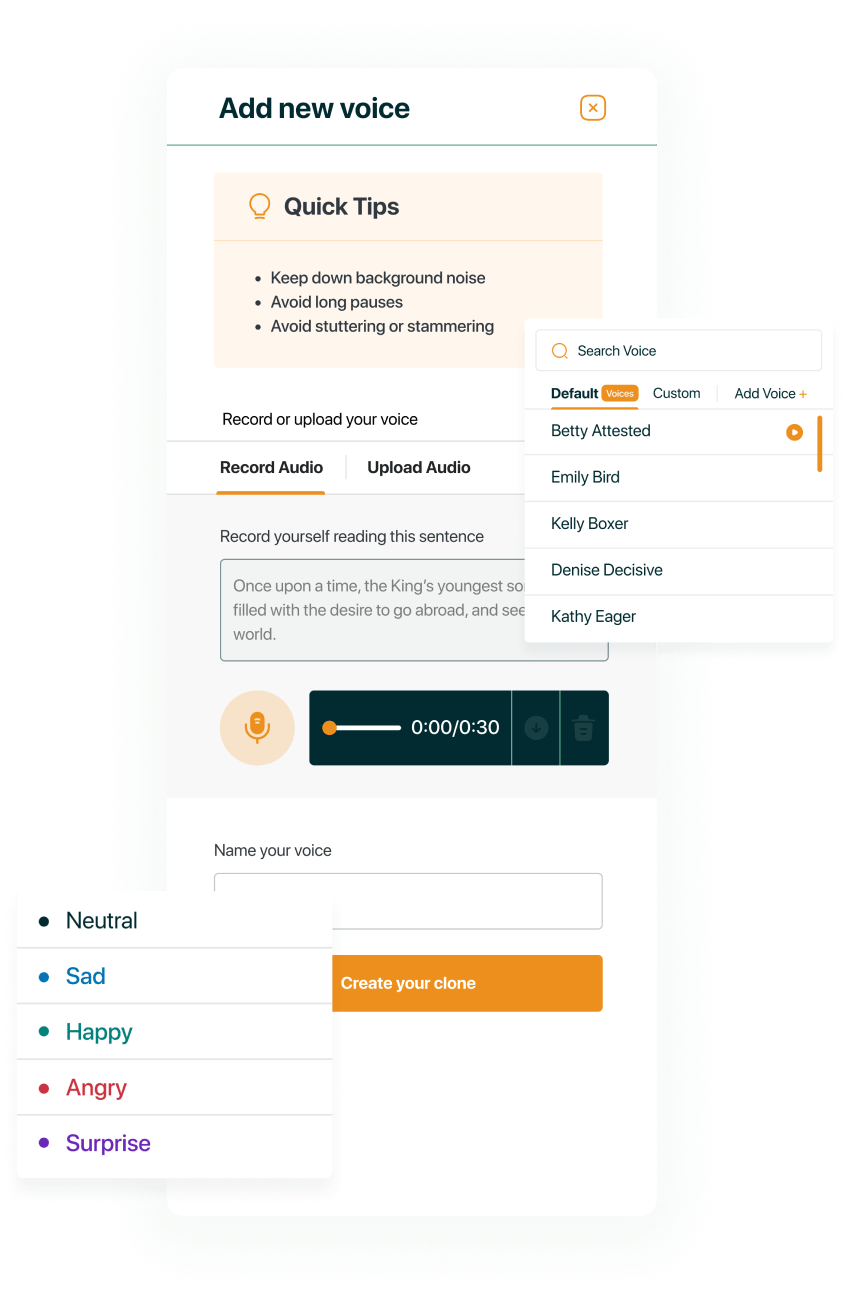 Add new voice
Quick Tips
• Keep down background noise
• Avoid long pauses
• Avoid stuttering or stammering
Record or upload your voice
Record Audio Upload Audio
Record yourself reading this sentence
Once upon a time, the King’s youngest
filled with the desire to go abroad, and see
world.
0:00/0:30
Name your voice
Create your clone
Search Voice
Default Voices Custom Add Voice +
Betty Attested
Emily Bird
Kelly Boxer
Denise Decisive
Kathy Eager
Neutral
Sad
Happy
Angry
Surprise